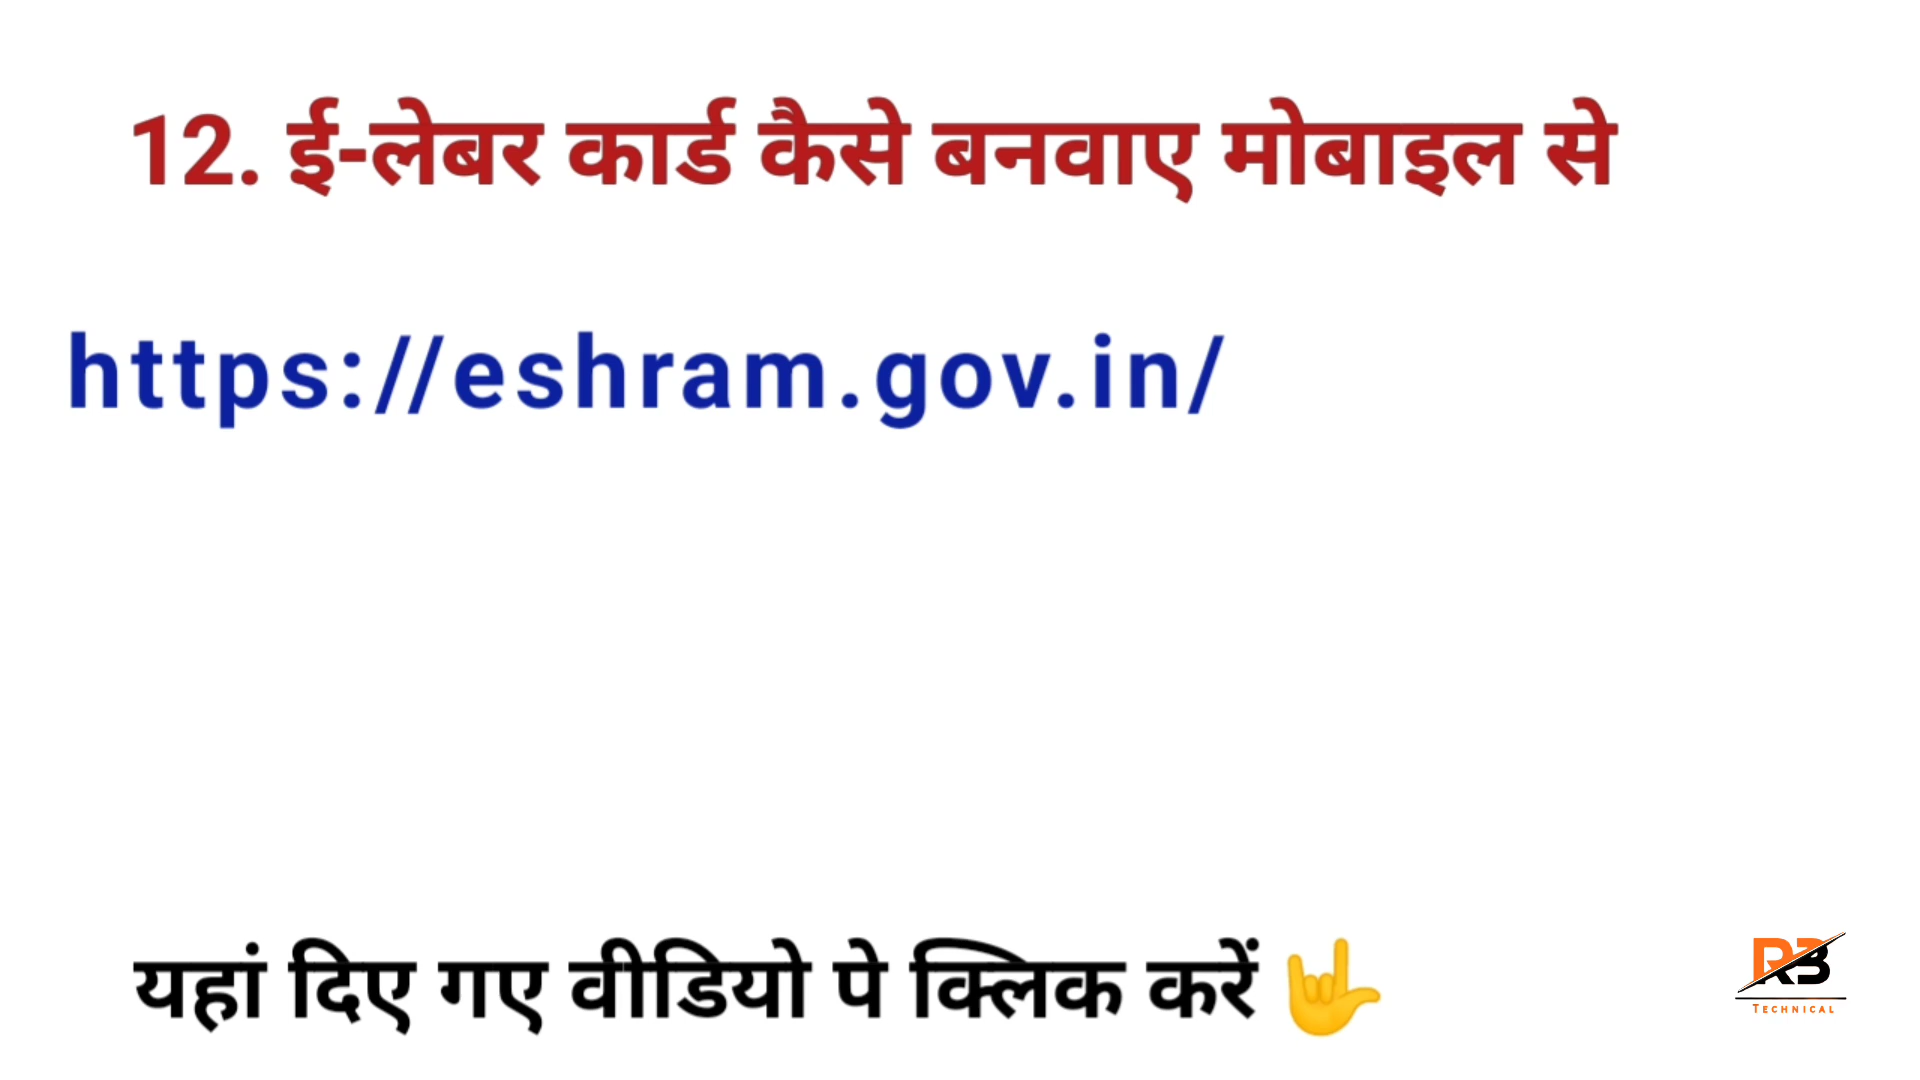 12. ई-लेबर कार्ड कैसे बनवाए मोबाइल से
https://eshram.gov.in/
यहां दिए गए वीडियो पे क्लिक करें 🤟
RB
TECHNICAL